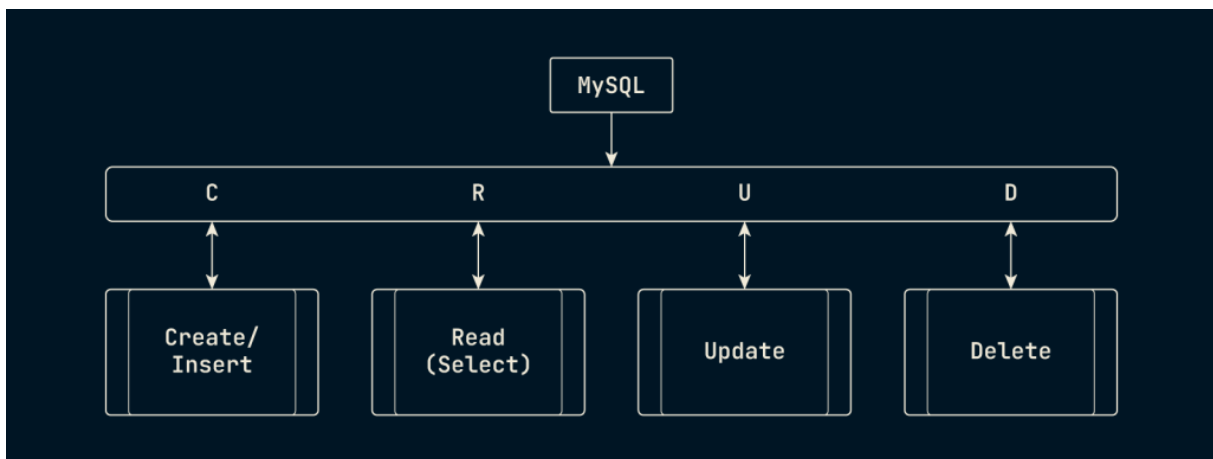 MySQL
C R U D
Create/
Insert
Read
(Select)
Update
Delete